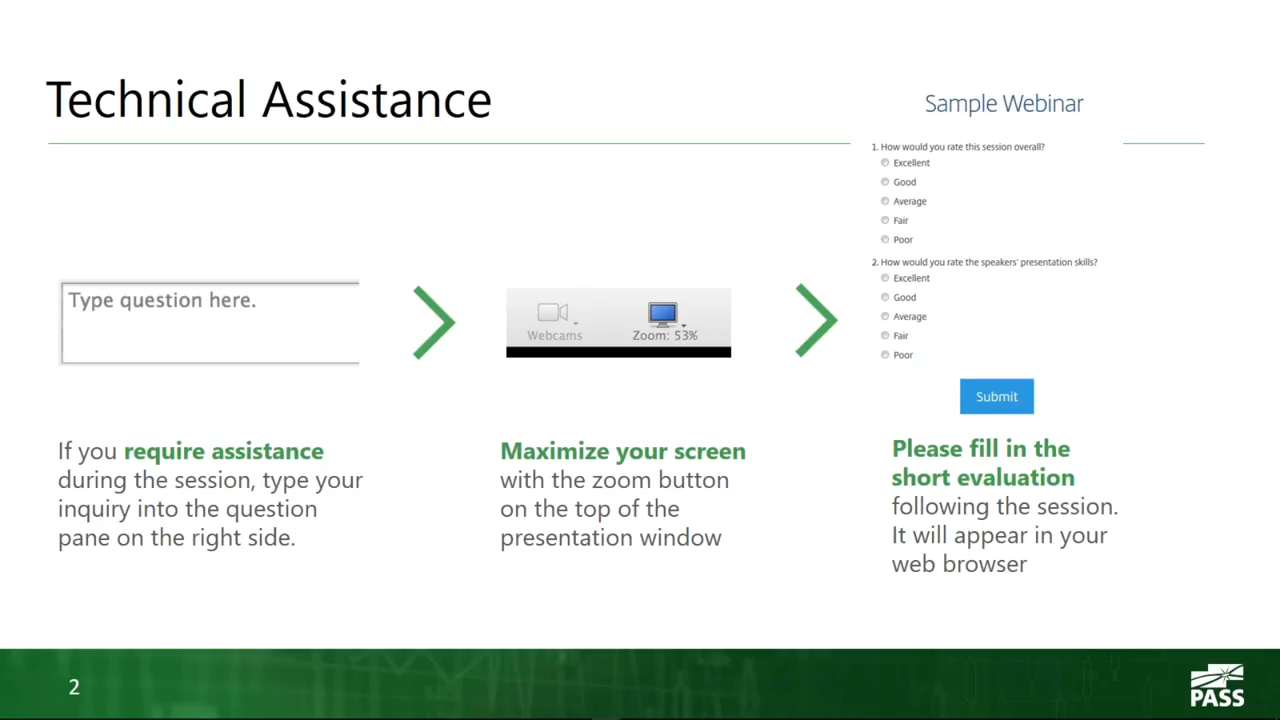 Technical Assistance
Type question here.
If you require assistance
during the session, type your
inquiry into the question
pane on the right side.
Webcams
Zoom: 53%
Maximize your screen
with the zoom button
on the top of the
presentation window
Sample Webinar
1. How would you rate this session overall?
Excellent
Good
Average
Fair
Poor
2. How would you rate the speakers' presentation skills?
Excellent
Good
Average
Fair
Poor
Submit
Please fill in the
short evaluation
following the session.
It will appear in your
web browser
2
PASS